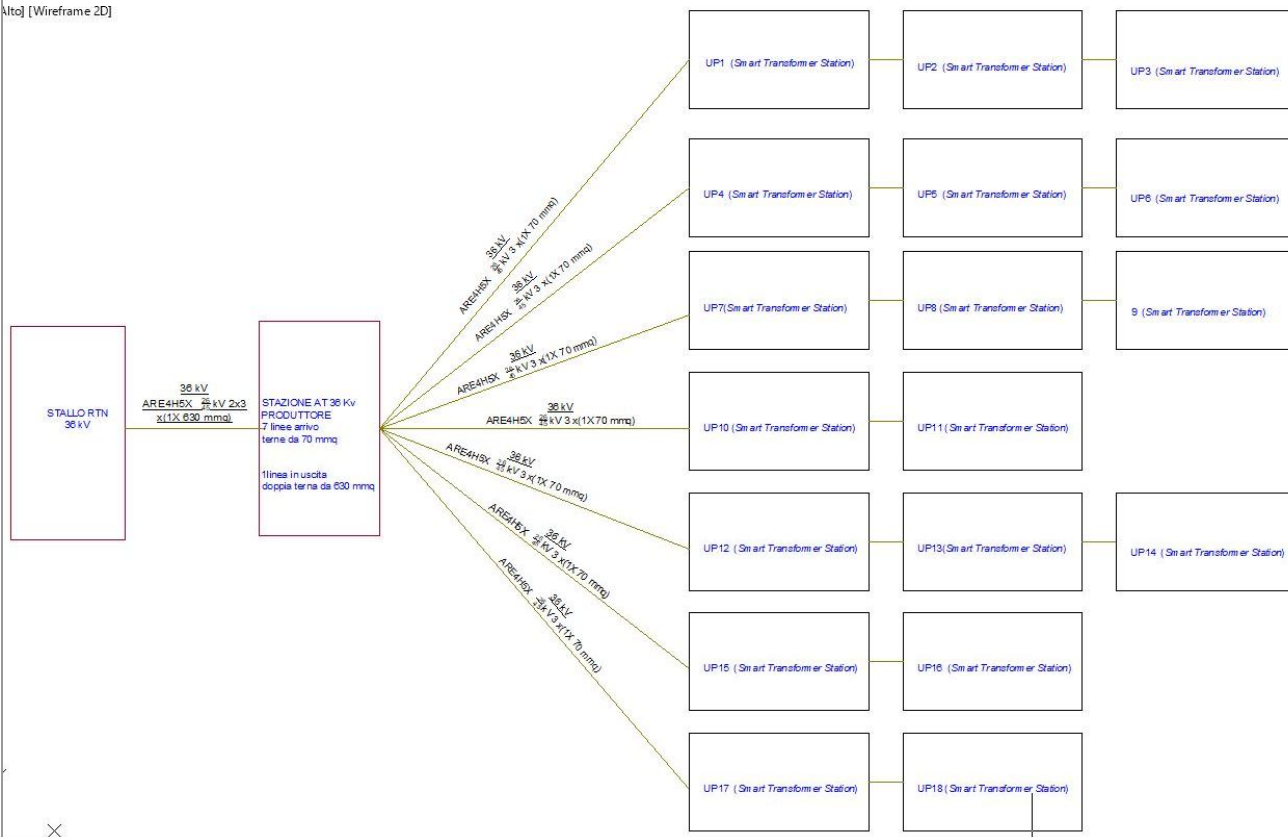 Alto] [Wireframe 2D]
UP1 (Smart Transformer Station)
UP2 (Smart Transformer Station)
UP3 (Smart Transformer Station)
UP4 (Smart Transformer Station)
UP5 (Smart Transformer Station)
UP6 (Smart Transformer Station)
UP7(Smart Transformer Station)
UP8 (Smart Transformer Station)
9 (Smart Transformer Station)
UP10 (Smart Transformer Station)
UP11(Smart Transformer Station)
UP12 (Smart Transformer Station)
UP13(Smart Transformer Station)
UP14 (Smart Transformer Station)
UP15 (Smart Transformer Station)
UP16 (Smart Transformer Station)
UP17 (Smart Transformer Station)
UP18(Smart Transformer Station)
36 kV
ARE4H5X kV 3 x(1X 70 mmq)
36 kV
ARE4H5X kV 3 x(1X 70 mmq)
36 kV
ARE4H5X kV 3 x(1X 70 mmq)
36 kV
ARE4H5X kV 3 x(1X70 mmq)
36 kV
ARE4H5X kV 3 x(1X 70 mmq)
36 kV
ARE4H5X kV 3 x(1X 70 mmq)
36 kV
ARE4H5X kV 3 x(1X 70 mmq)
STALLO RTN
36 kV
36 kV
ARE4H5X kV 2x3
x(1X 630 mmq)
STAZIONE AT 36 Kv
PRODUTTORE
7 linee arrivo
terne da 70 mmq
1linea in uscita
doppia terna da 630 mmq